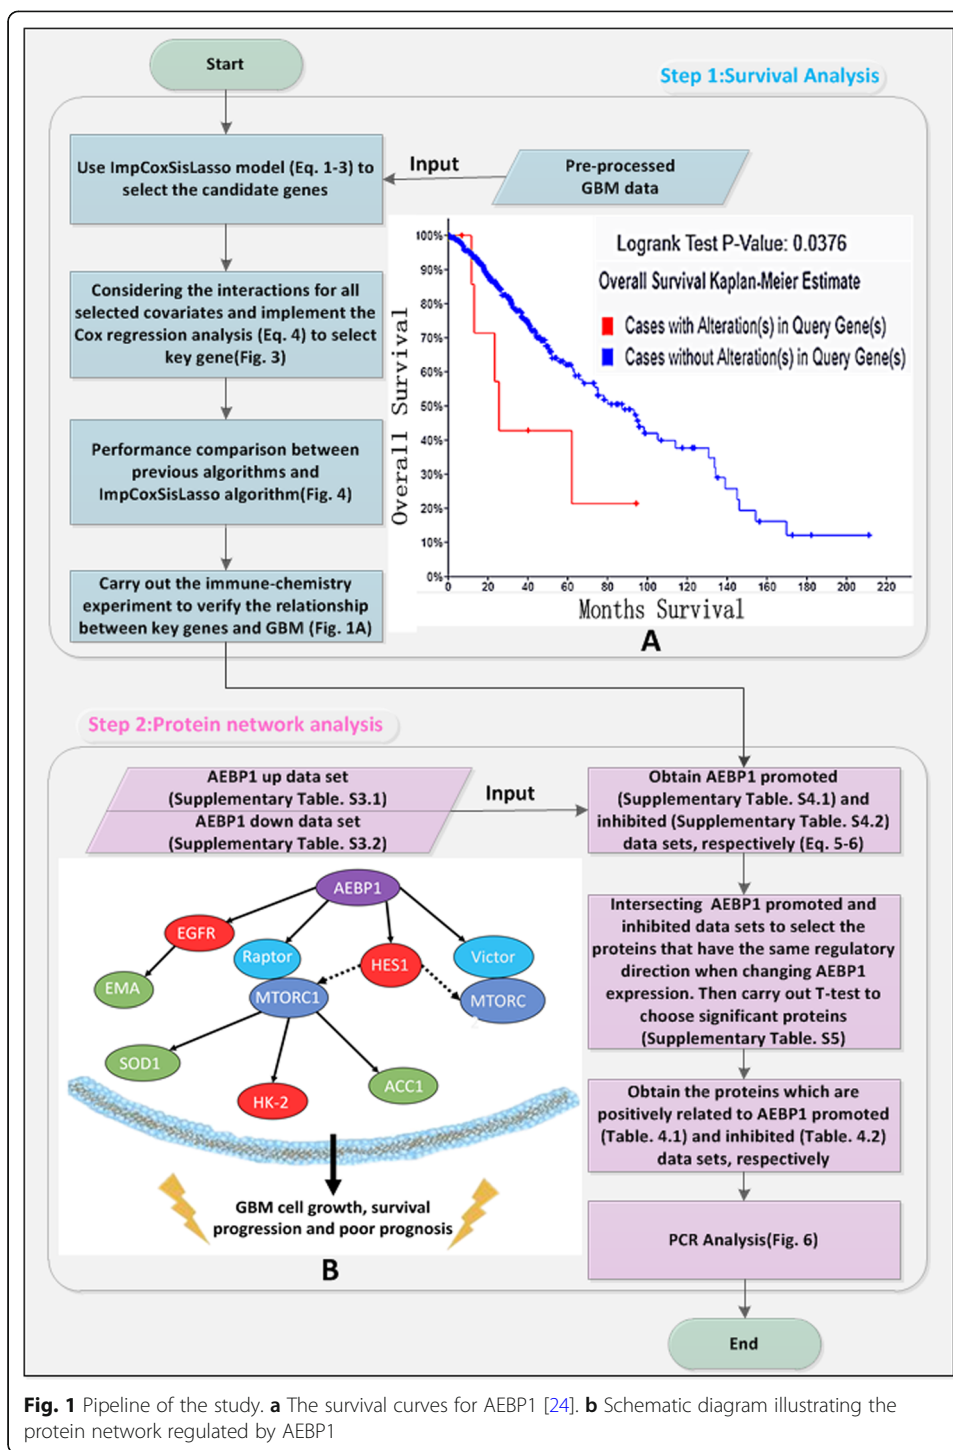 Start
Step 1:Survival Analysis
Use ImpCoxSisLasso model (Eq. 1-3) to
select the candidate genes
Input
Pre-processed
GBM data
Considering the interactions for all
selected covariates and implement the
Cox regression analysis (Eq. 4) to select
key gene(Fig. 3)
Performance comparison between
previous algorithms and
ImpCoxSisLasso algorithm(Fig. 4)
Carry out the immune-chemistry
experiment to verify the relationship
between key genes and GBM (Fig. 1A)
Logrank Test P-Value: 0.0376
Overall Survival Kaplan-Meier Estimate
Cases with Alteration(s) in Query Gene(s)
Cases without Alteration(s) in Query Gene(s)
Overall Survival
100%
90%
80%
70%
60%
50%
40%
30%
20%
10%
0%
0 20 40 60 80 100 120 140 160 180 200 220
Months Survival
A
Step 2:Protein network analysis
AEBP1 up data set
(Supplementary Table. S3.1)
AEBP1 down data set
(Supplementary Table. S3.2)
Input
Obtain AEBP1 promoted
(Supplementary Table. S4.1) and
inhibited (Supplementary Table. S4.2)
data sets, respectively (Eq. 5-6)
Intersecting AEBP1 promoted and
inhibited data sets to select the
proteins that have the same regulatory
direction when changing AEBP1
expression. Then carry out T-test to
choose significant proteins
(Supplementary Table. S5)
Obtain the proteins which are
positively related to AEBP1 promoted
(Table. 4.1) and inhibited (Table. 4.2)
data sets, respectively
PCR Analysis(Fig. 6)
End
AEBP1
EGFR
Raptor
HES1
Victor
EMA
MTORC1
MTORC
SOD1
HK-2
ACC1
GBM cell growth, survival
progression and poor prognosis
B
Fig. 1 Pipeline of the study. a The survival curves for AEBP1 [24]. b Schematic diagram illustrating the
protein network regulated by AEBP1